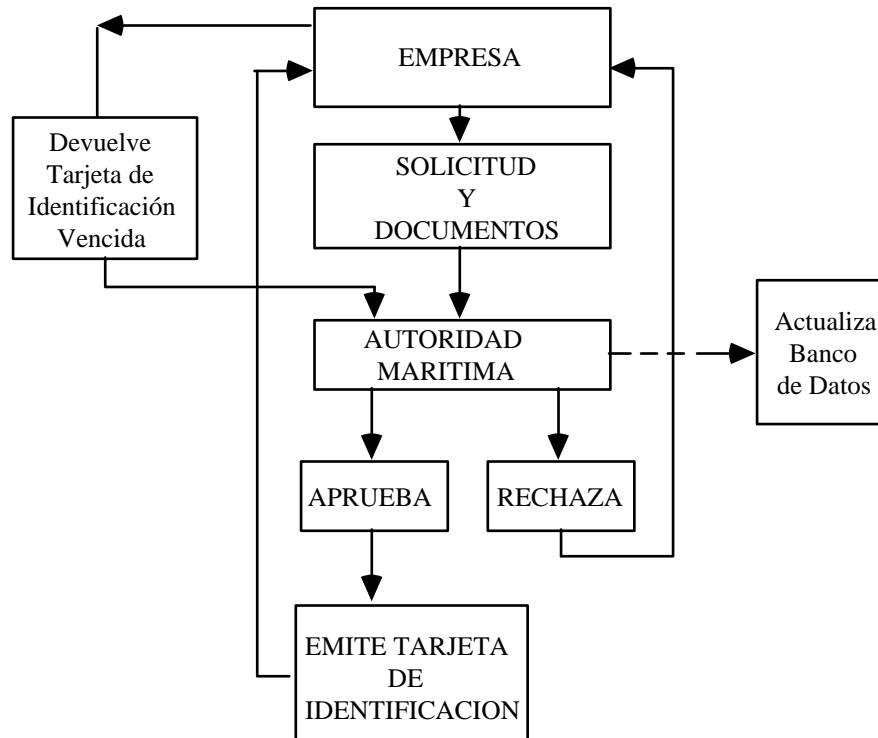 EMPRESA
Devuelve
Tarjeta de
Identificación
Vencida
SOLICITUD
Y
DOCUMENTOS
AUTORIDAD
MARITIMA
Actualiza
Banco
de Datos
APRUEBA
RECHAZA
EMITE TARJETA
DE
IDENTIFICACION